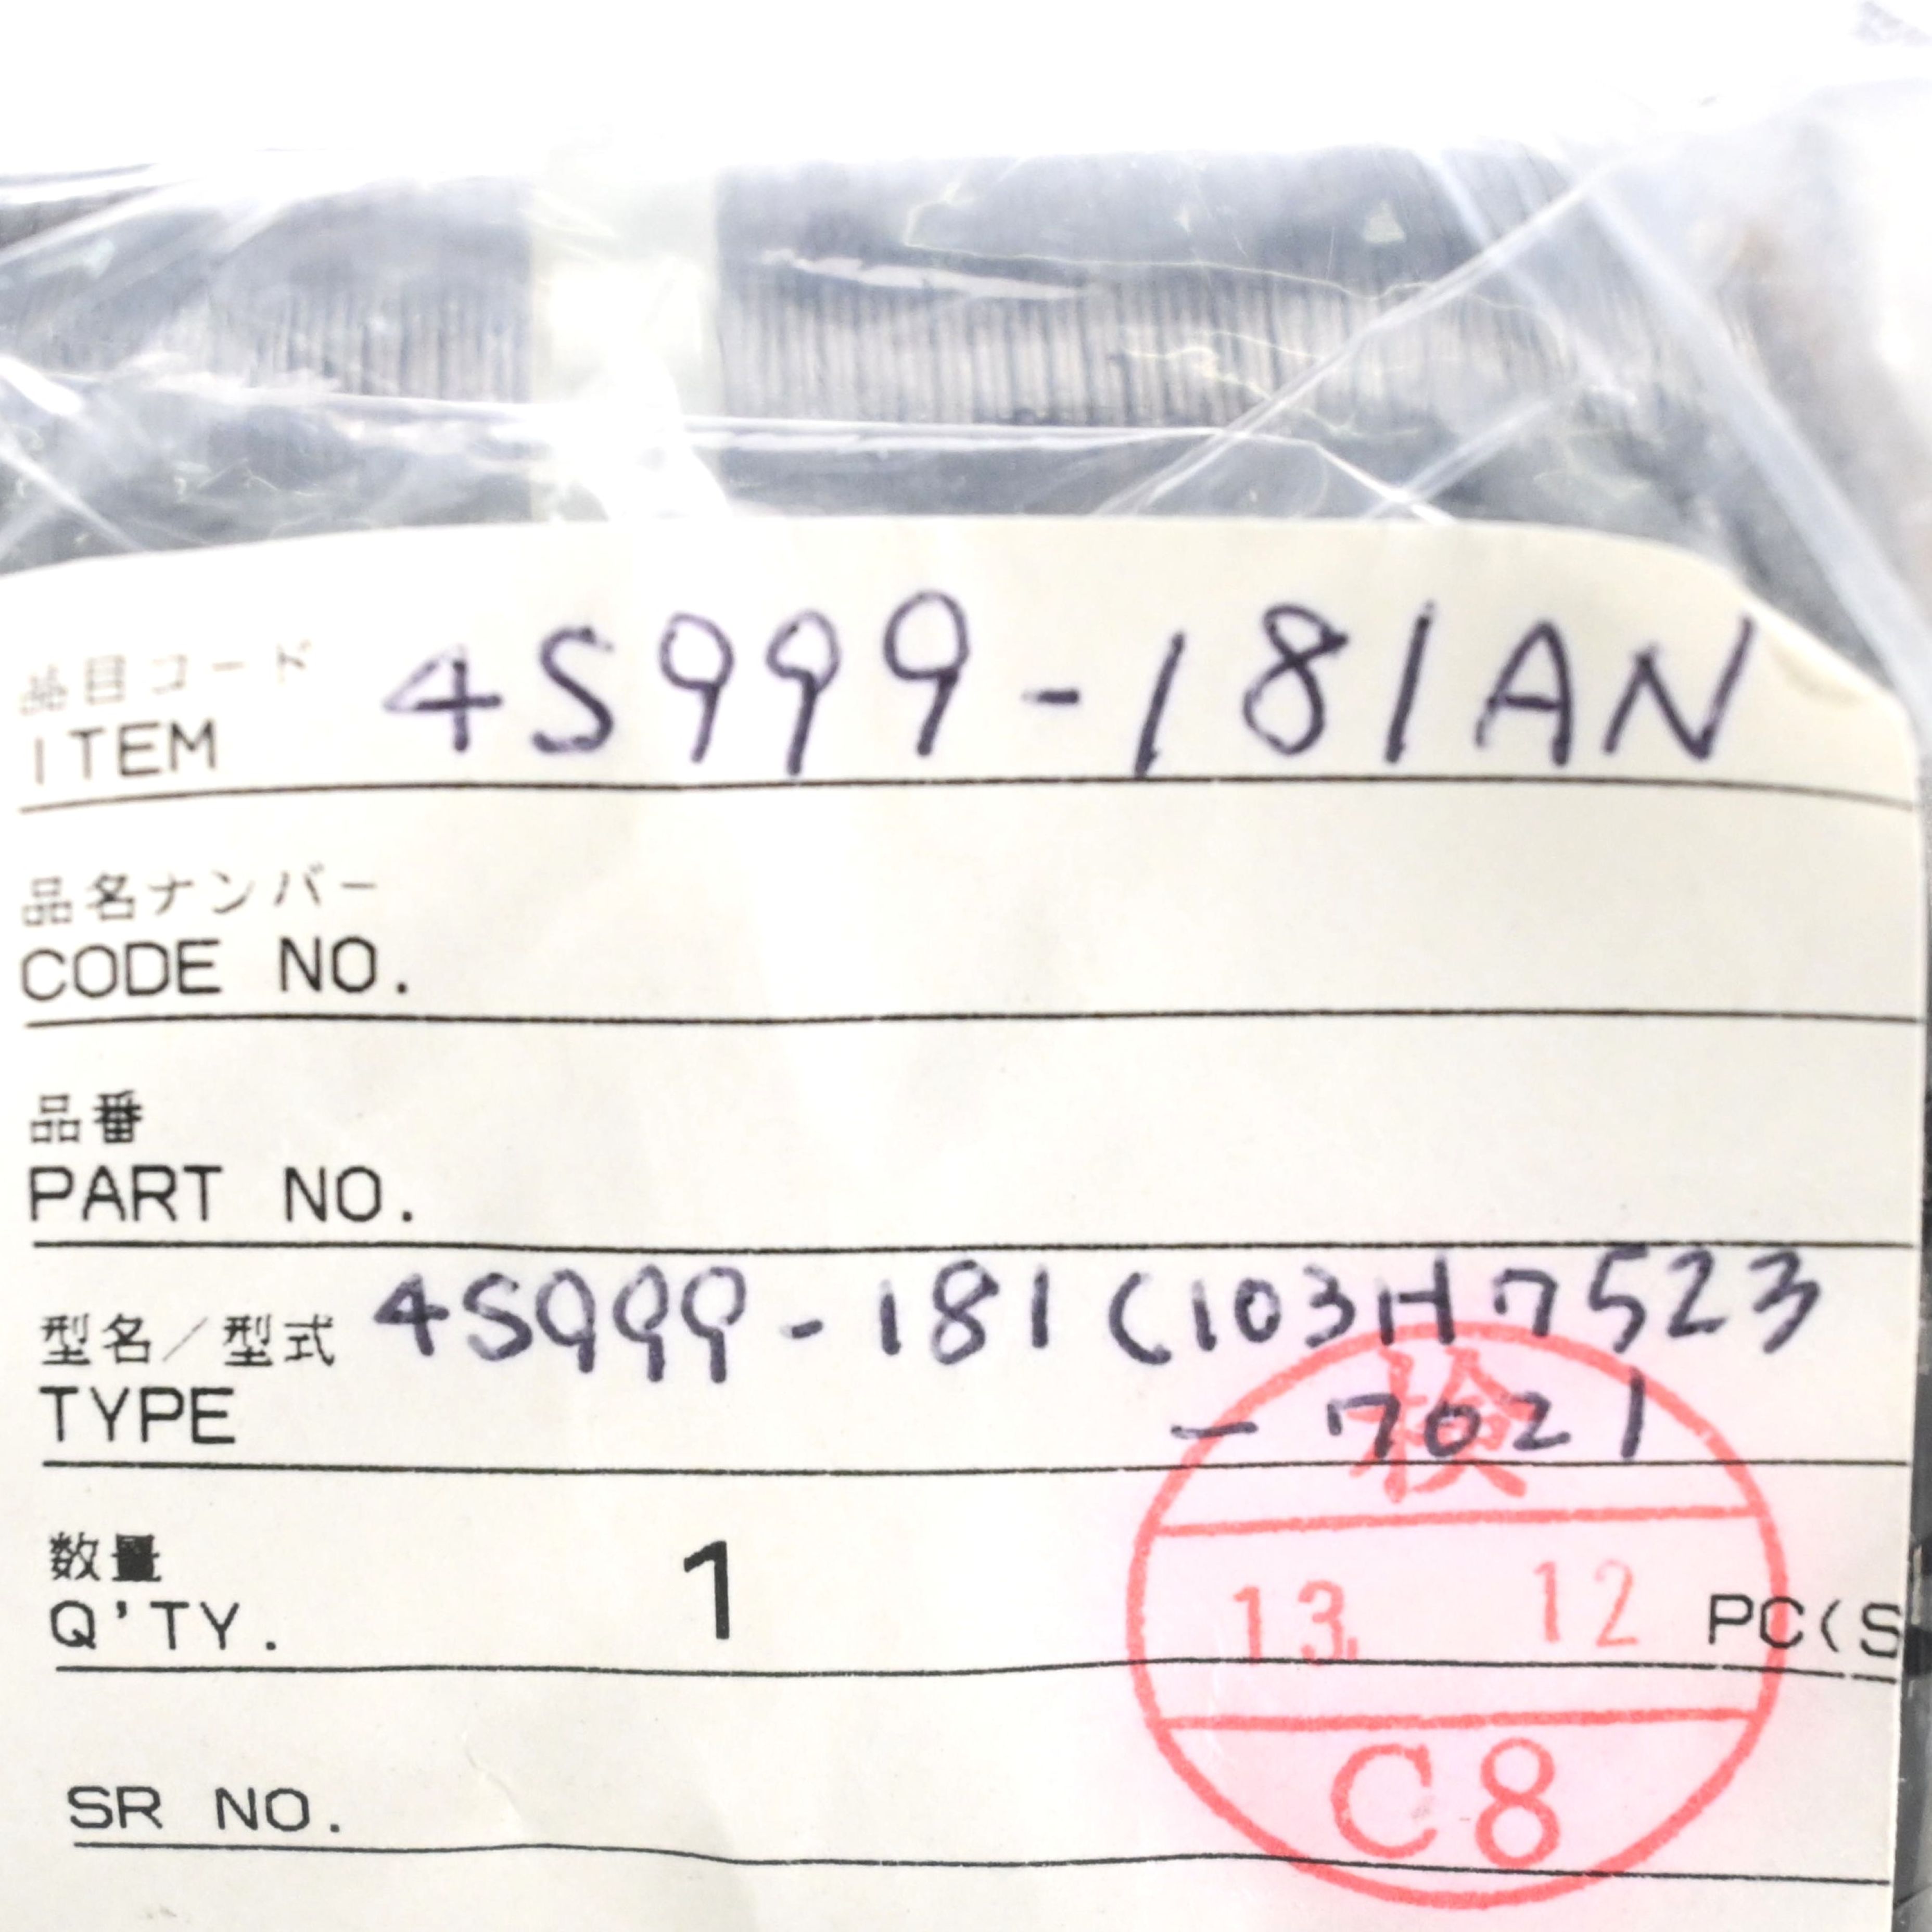 品目コード
ITEM 4S999-181AN
品名ナンバー
CODE NO.
品番
PART NO.
型名/型式 4S999-181(103H7523
TYPE -7021
検
数量
Q'TY. 1 PC(S
13. 12
C8
SR NO.